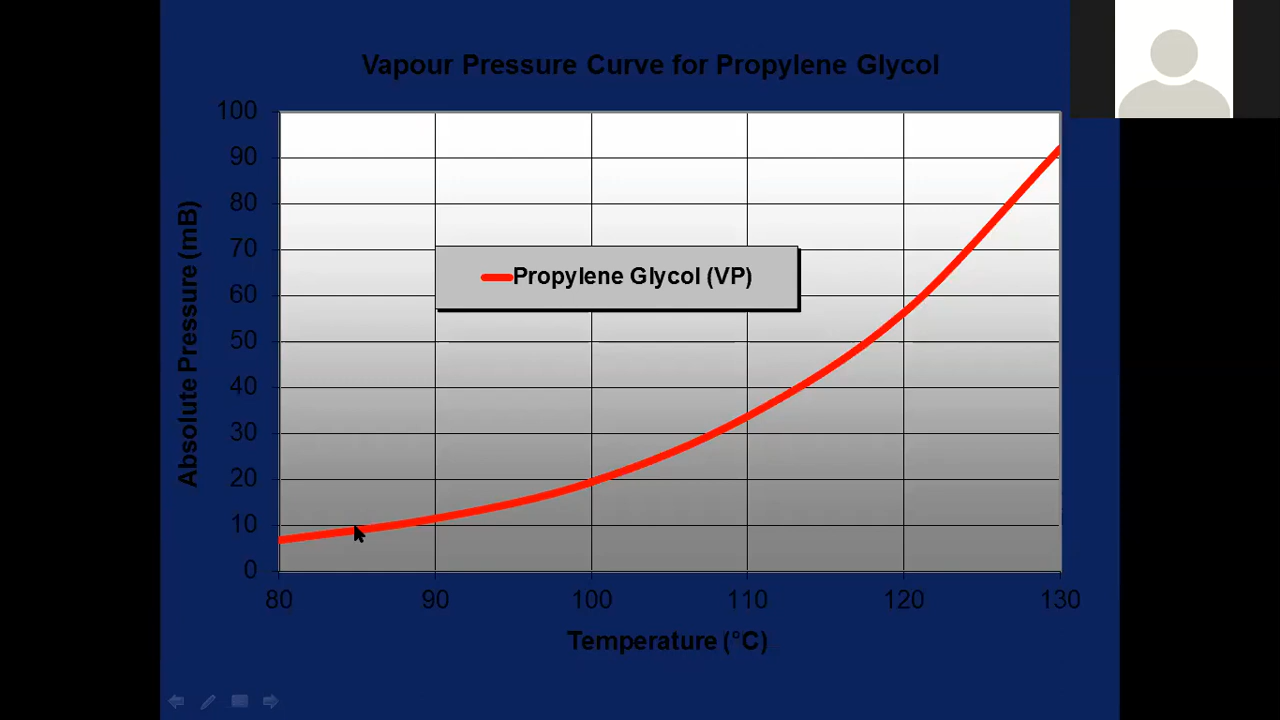 Vapour Pressure Curve for Propylene Glycol
100
90
80
70
60
50
40
30
20
10
0
Absolute Pressure (mB)
Propylene Glycol (VP)
80 90 100 110 120 130
Temperature (°C)